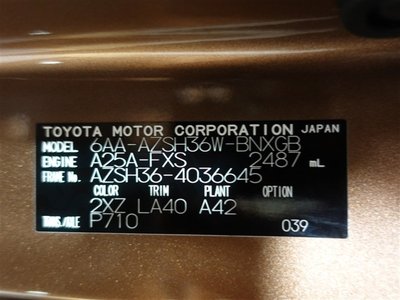 TOYOTA MOTOR CORPORATION JAPAN
MODEL 6AA-AZSH36W-BNXGB
ENGINE A25A-FXS 2487 mL
FRAME No. AZSH36-4036645
COLOR TRIM PLANT OPTION
2X7 LA40 A42
TRANS./AXLE P710 039